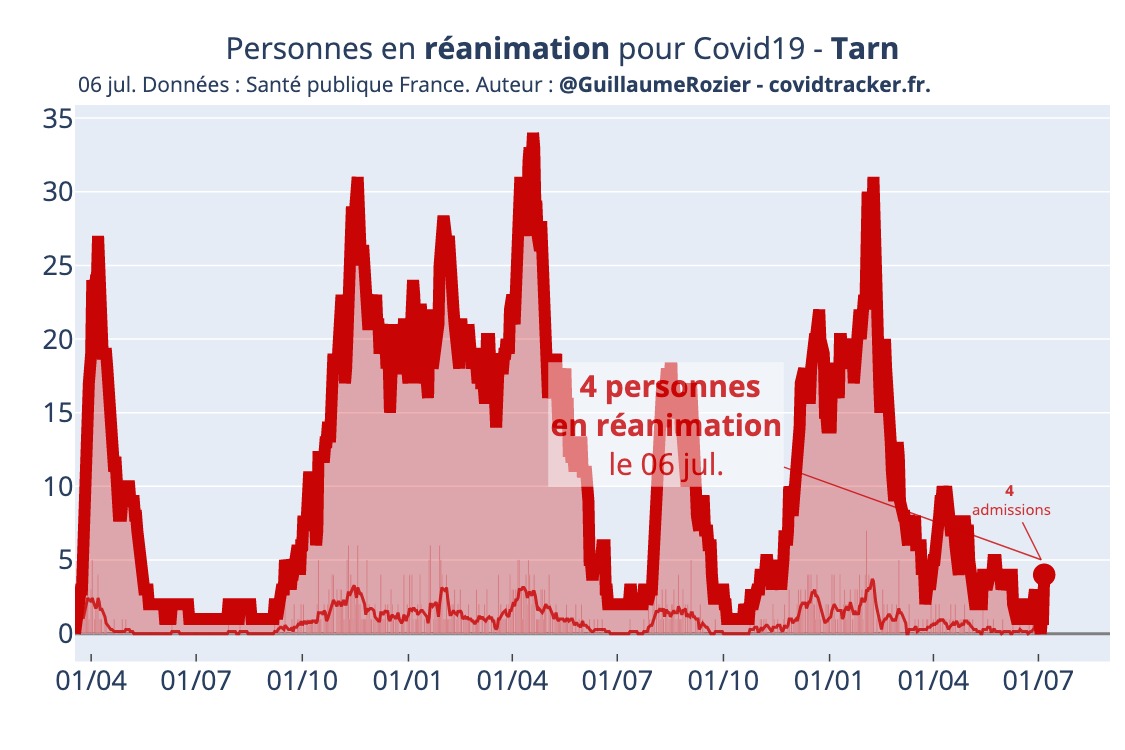 Personnes en réanimation pour Covid19 - Tarn
06 jul. Données : Santé publique France. Auteur : @GuillaumeRozier - covidtracker.fr.
35
30
25
20
15
10
5
0
4 personnes
en réanimation
le 06 jul.
4
admissions
01/04 01/07 01/10 01/01 01/04 01/07 01/10 01/01 01/04 01/07